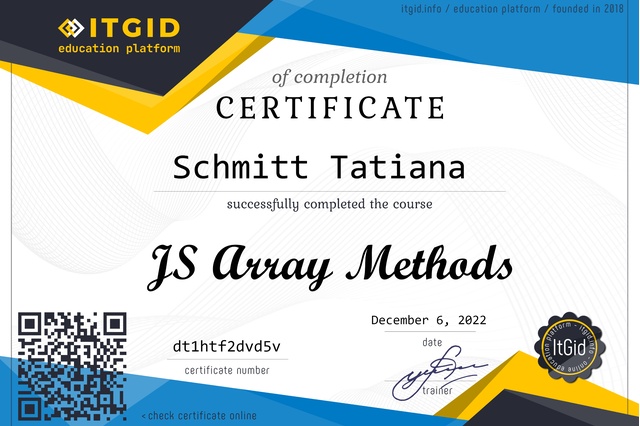 ITGID
education platform
itgid.info / education platform / founded in 2018
of completion
CERTIFICATE
Schmitt Tatiana
successfully completed the course
JS Array Methods
December 6, 2022
date
dt1htf2dvd5v
certificate number
trainer
ItGid
education platform - itgid.info - online
< check certificate online